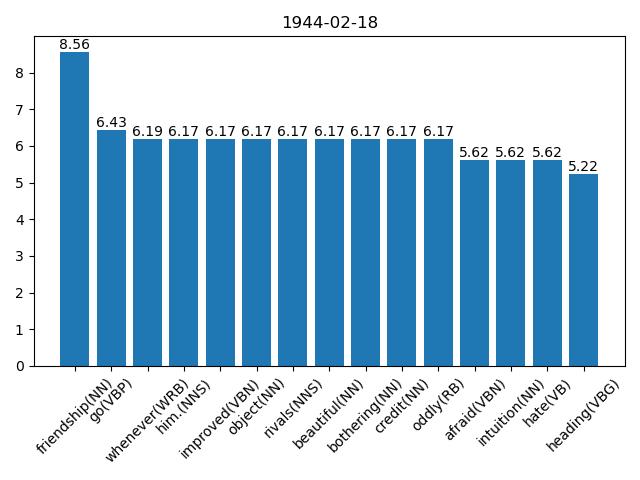 1944-02-18
8.56
6.43
6.19
6.17
6.17
6.17
6.17
6.17
6.17
6.17
6.17
5.62
5.62
5.62
5.22
8
7
6
5
4
3
2
1
0
friendship(NN)
go(VBP)
whenever(WRB)
him.(NNS)
improved(VBN)
object(NN)
rivals(NNS)
beautiful(NN)
bothering(NN)
credit(NN)
oddly(RB)
afraid(VBN)
intuition(NN)
hate(VB)
heading(VBG)